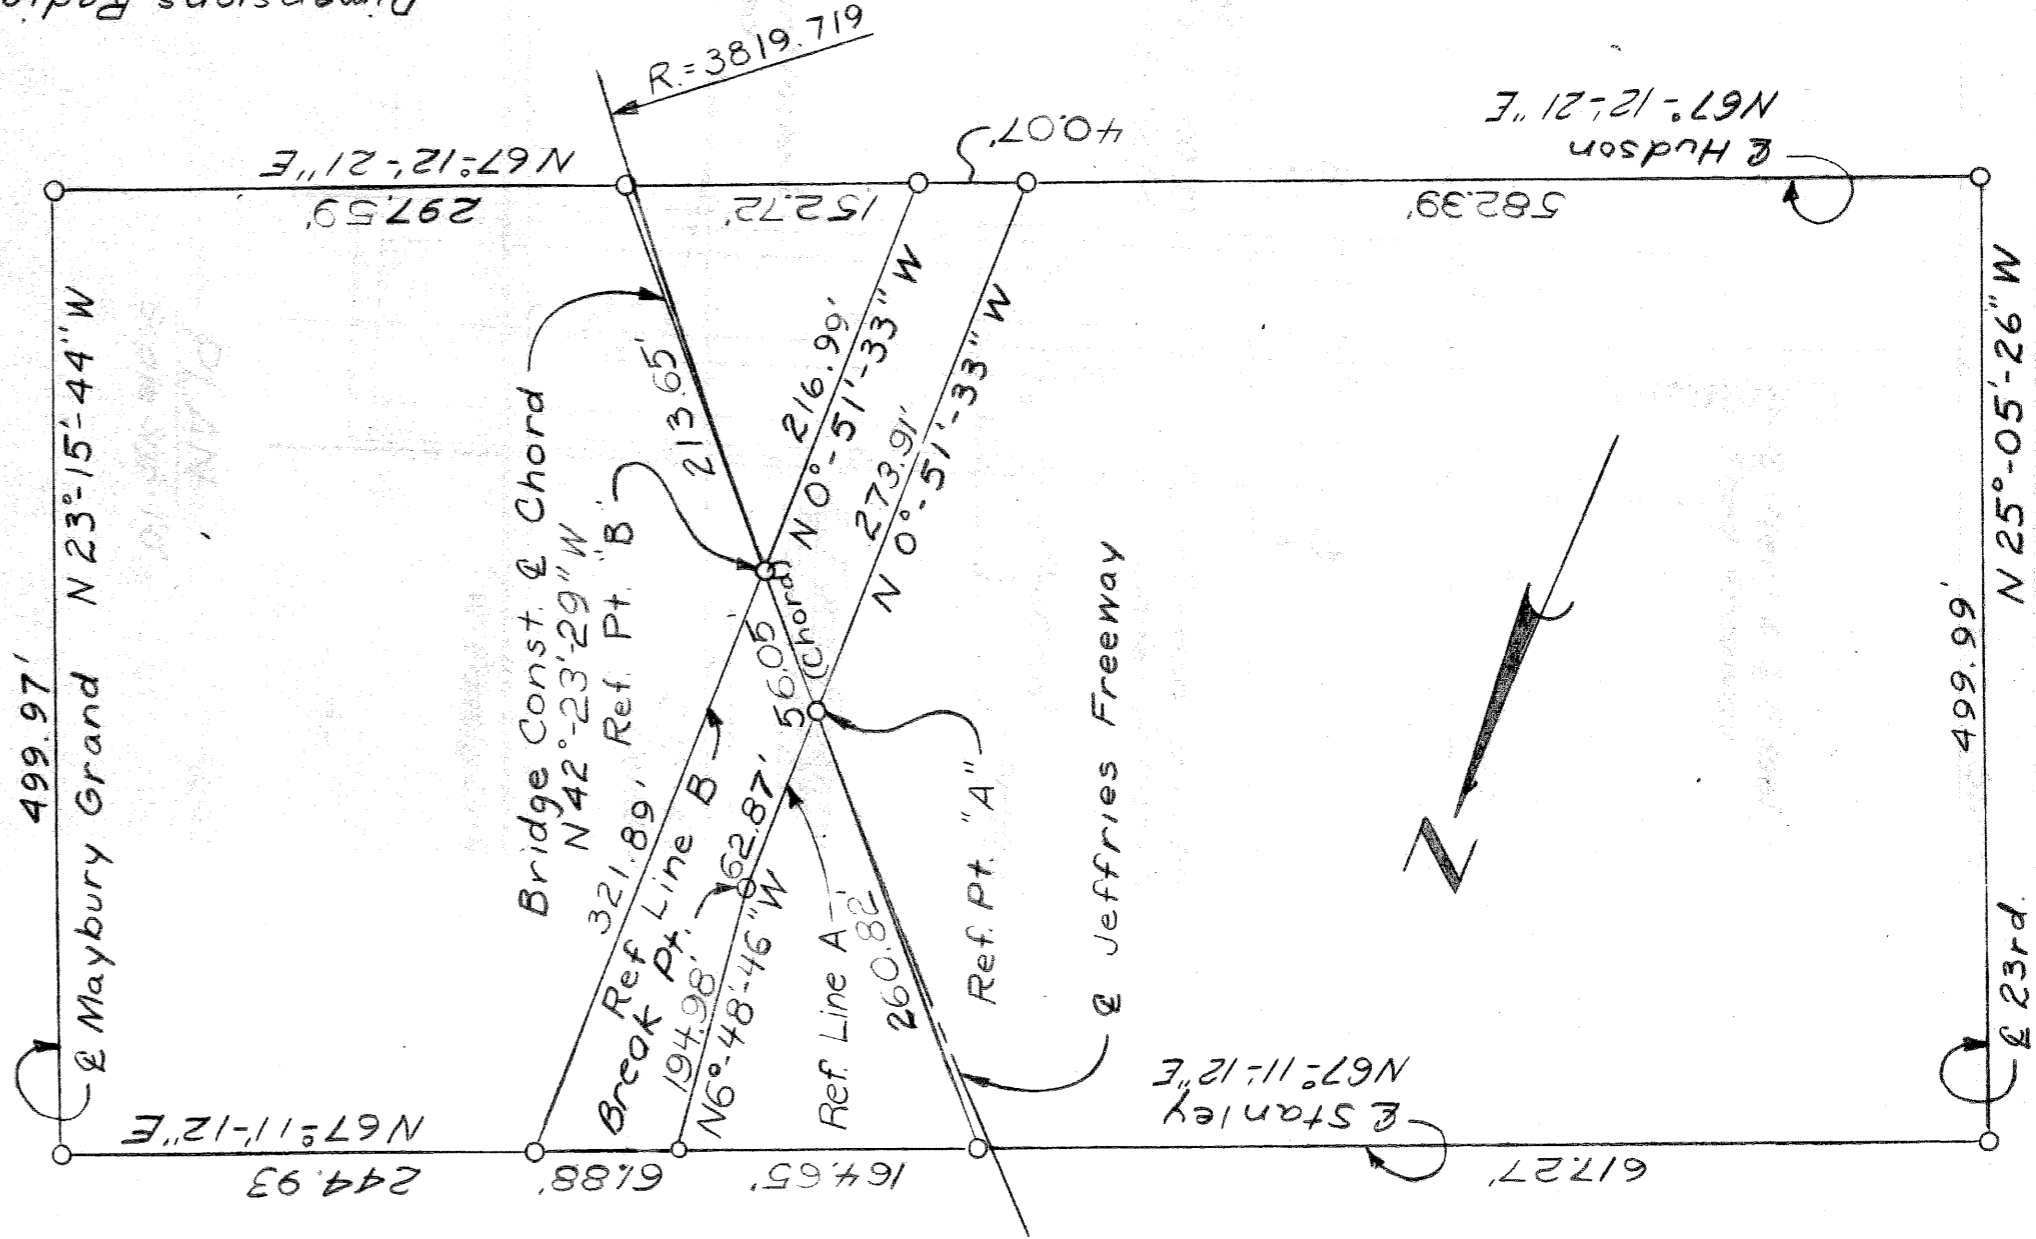 Dimensions Radia
R.=3819.719
N67°-12'-21"E
297.59'
152.72'
40.07'
N67°-12'-21"E
℄ Hudson
582.39'
499.97'
℄ Maybury Grand N23°-15'-44"W
Bridge Const. ℄ Chord
N42°-23'-29"W
Ref. Pt. "B"
213.65'
216.99'
N0°-51'-33"W
273.91'
N0°-51'-33"W
56.05 (Chord)
321.89'
Ref Line B
Break Pt.
62.87'
194.98'
N6°-48'-46"W
Ref Line A
260.82'
Ref. Pt. "A"
℄ Jeffries Freeway
N
499.99'
N25°-05'-26"W
℄ 23rd.
N67°-11'-12"E
244.93
61.88'
164.65'
N67°-11'-12"E
℄ Stanley
617.27'